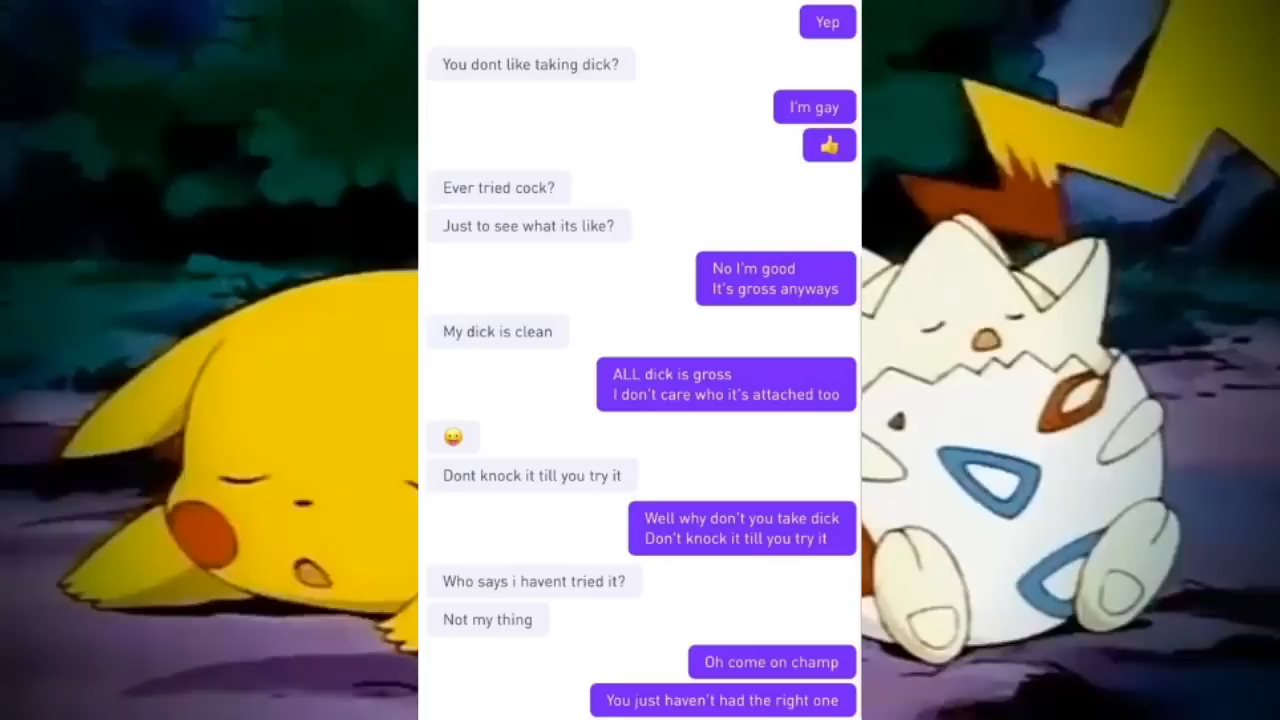 Yep
You dont like taking dick?
I'm gay
👍
Ever tried cock?
Just to see what its like?
No I'm good
It's gross anyways
My dick is clean
ALL dick is gross
I don't care who it's attached too
😛
Dont knock it till you try it
Well why don't you take dick
Don't knock it till you try it
Who says i havent tried it?
Not my thing
Oh come on champ
You just haven't had the right one